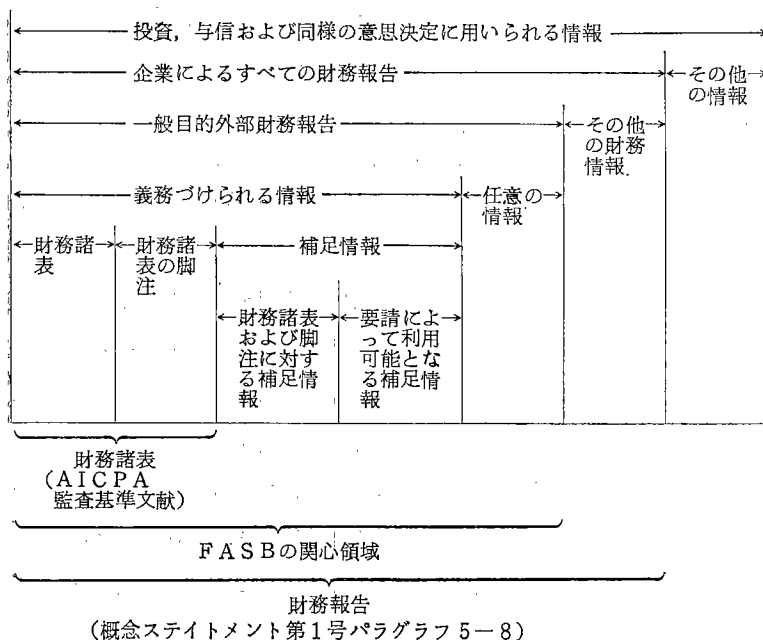 投資，与信および同様の意思決定に用いられる情報
企業によるすべての財務報告
その他
の情報
一般目的外部財務報告
その他
の財務
情報
義務づけられる情報
任意の
情報
財務諸
表
財務諸
表の脚
注
補足情報
財務諸表
および脚
注に対す
る補足情
報
要請によ
って利用
可能とな
る補足情
報
財務諸表
(AICPA
監査基準文献)
FASBの関心領域
財務報告
(概念ステイトメント第1号パラグラフ5－8)